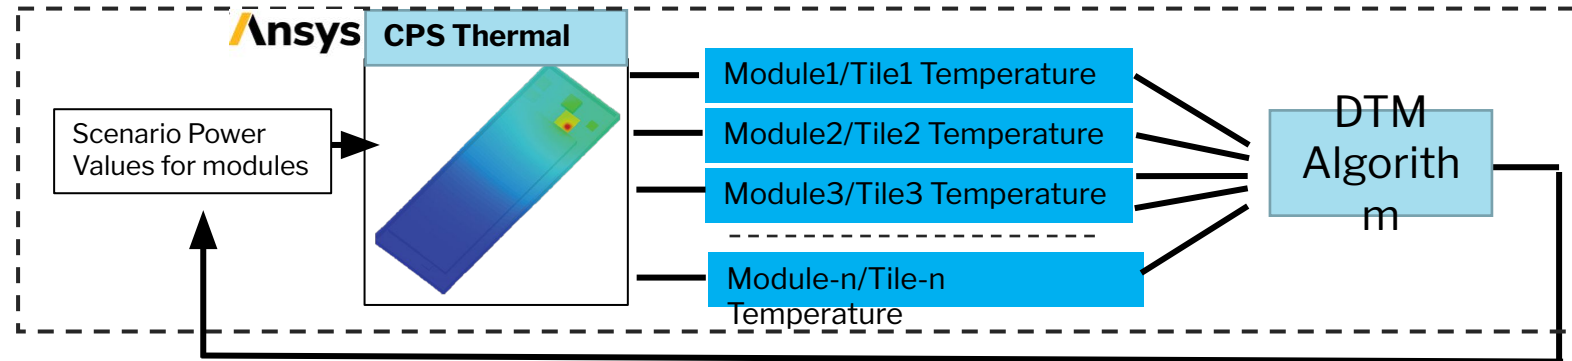 Ansys
CPS Thermal
Scenario Power
Values for modules
Module1/Tile1 Temperature
Module2/Tile2 Temperature
Module3/Tile3 Temperature
Module-n/Tile-n
Temperature
DTM
Algorith
m